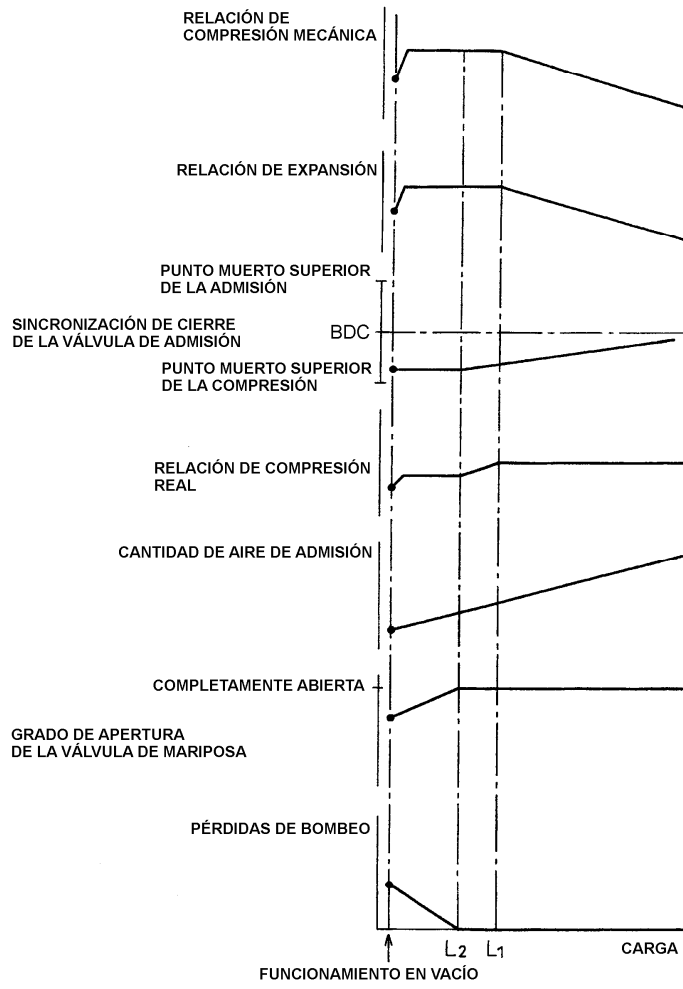 RELACIÓN DE
COMPRESIÓN MECÁNICA
RELACIÓN DE EXPANSIÓN
PUNTO MUERTO SUPERIOR
DE LA ADMISIÓN
SINCRONIZACIÓN DE CIERRE
DE LA VÁLVULA DE ADMISIÓN
BDC
PUNTO MUERTO SUPERIOR
DE LA COMPRESIÓN
RELACIÓN DE COMPRESIÓN
REAL
CANTIDAD DE AIRE DE ADMISIÓN
COMPLETAMENTE ABIERTA
GRADO DE APERTURA
DE LA VÁLVULA DE MARIPOSA
PÉRDIDAS DE BOMBEO
L2 L1 CARGA
FUNCIONAMIENTO EN VACÍO